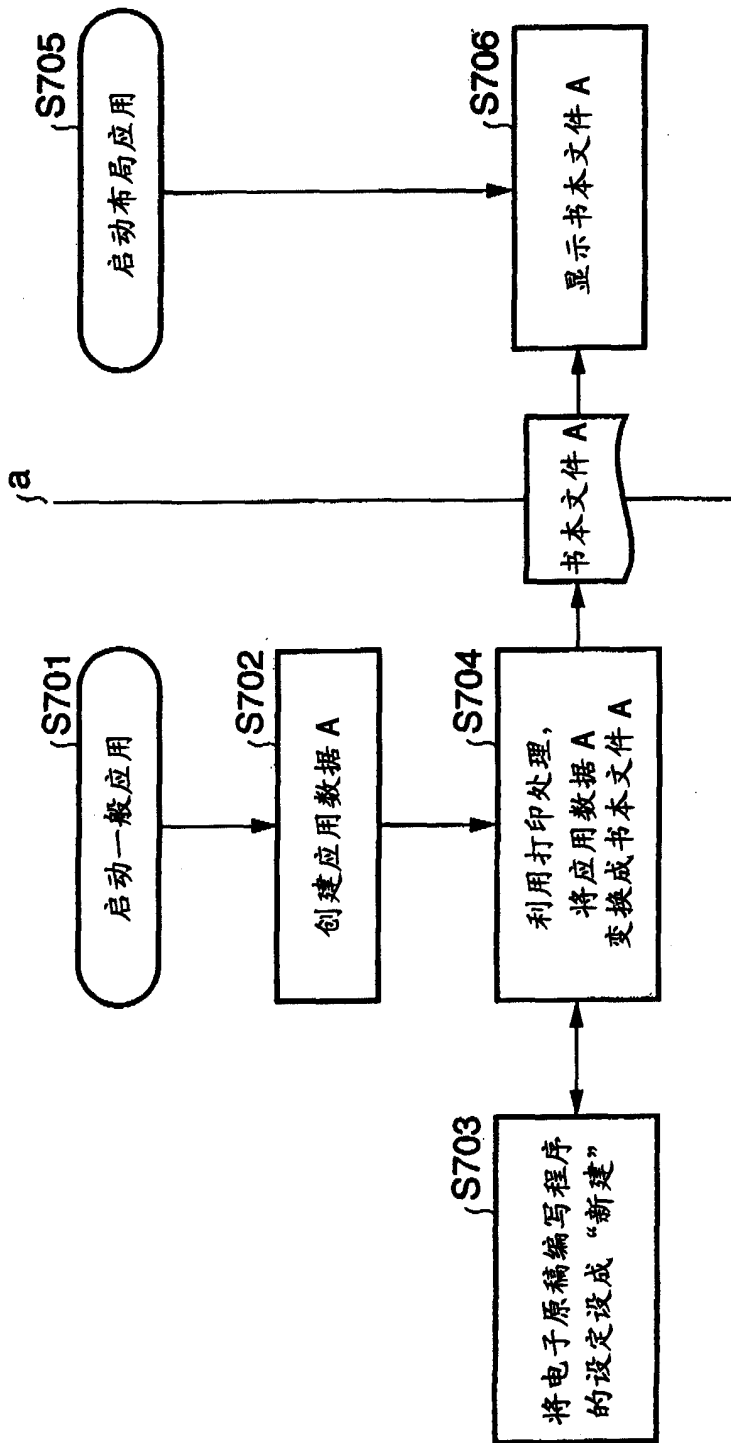 S701
启动一般应用
S702
创建应用数据 A
S703
将电子原稿编写程序
的设定设成“新建”
S704
利用打印处理，
将应用数据 A
变换成书本文件 A
a
书本文件 A
S705
启动布局应用
S706
显示书本文件 A